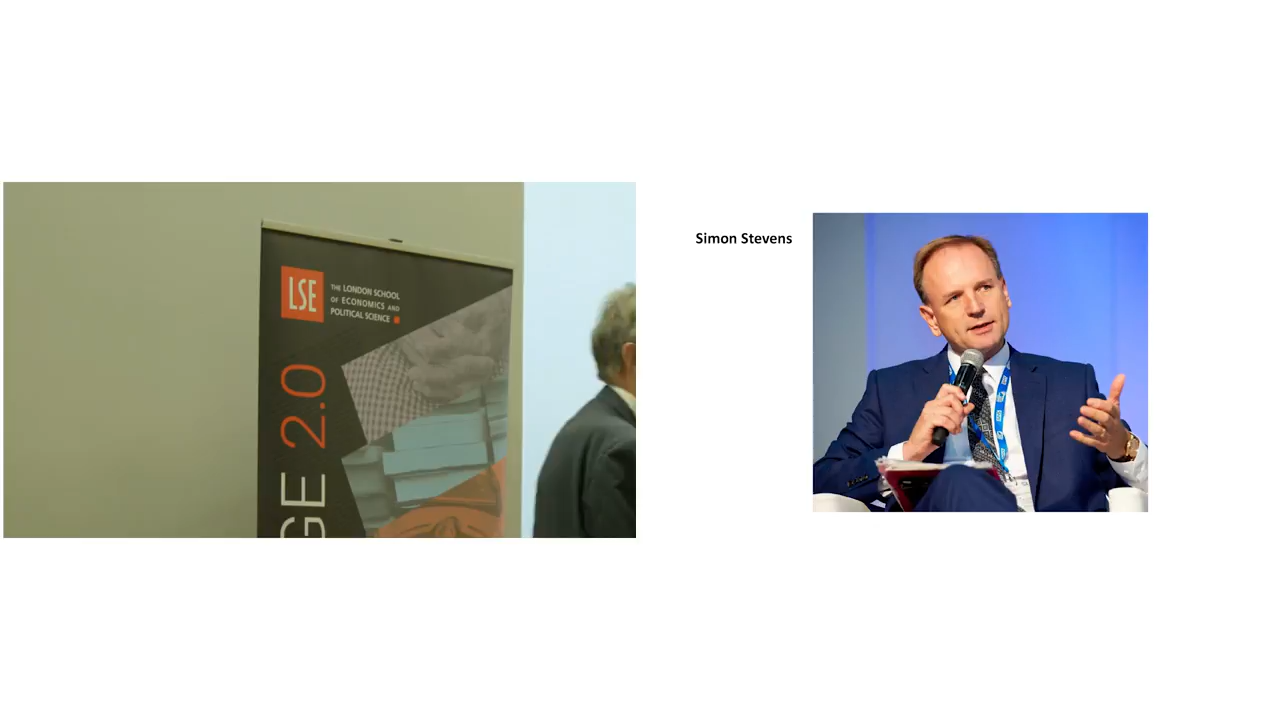 LSE
THE LONDON SCHOOL
OF ECONOMICS AND
POLITICAL SCIENCE
GE 2.0
Simon Stevens